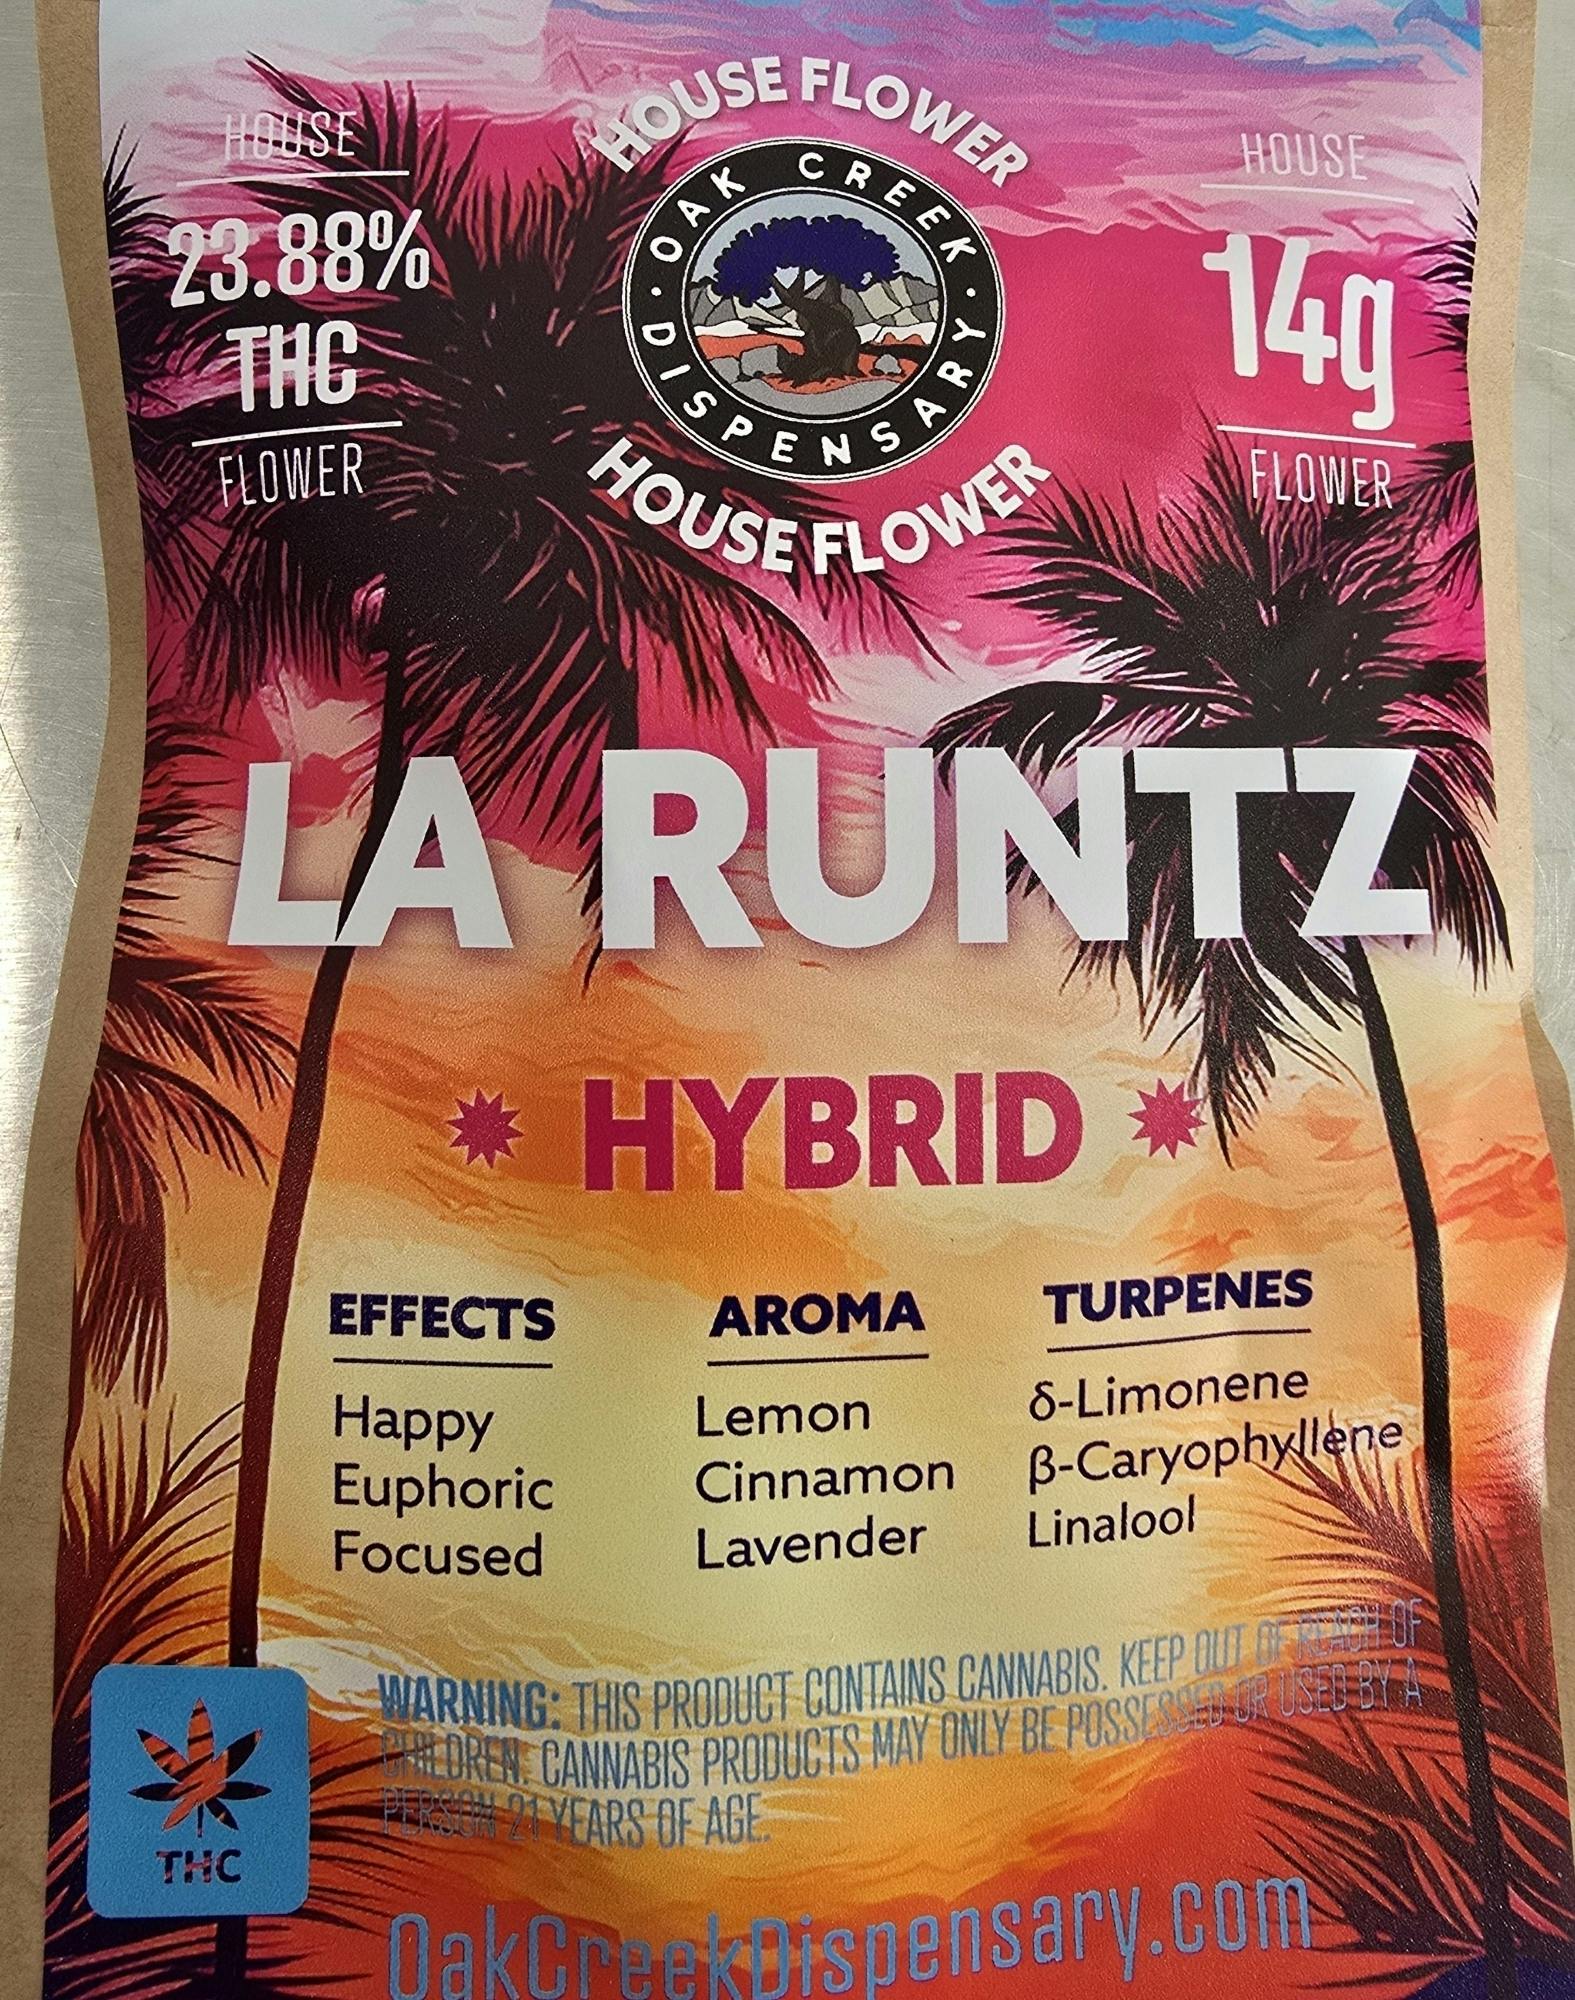 HOUSE
23.88%
THC
FLOWER
HOUSE FLOWER
OAK CREEK
· DISPENSARY ·
HOUSE FLOWER
HOUSE
14g
FLOWER
LA RUNTZ
HYBRID
EFFECTS
Happy
Euphoric
Focused
AROMA
Lemon
Cinnamon
Lavender
TURPENES
δ-Limonene
β-Caryophyllene
Linalool
THC
WARNING: THIS PRODUCT CONTAINS CANNABIS. KEEP OUT OF REACH OF
CHILDREN. CANNABIS PRODUCTS MAY ONLY BE POSSESSED OR USED BY A
PERSON 21 YEARS OF AGE.
OakCreekDispensary.com